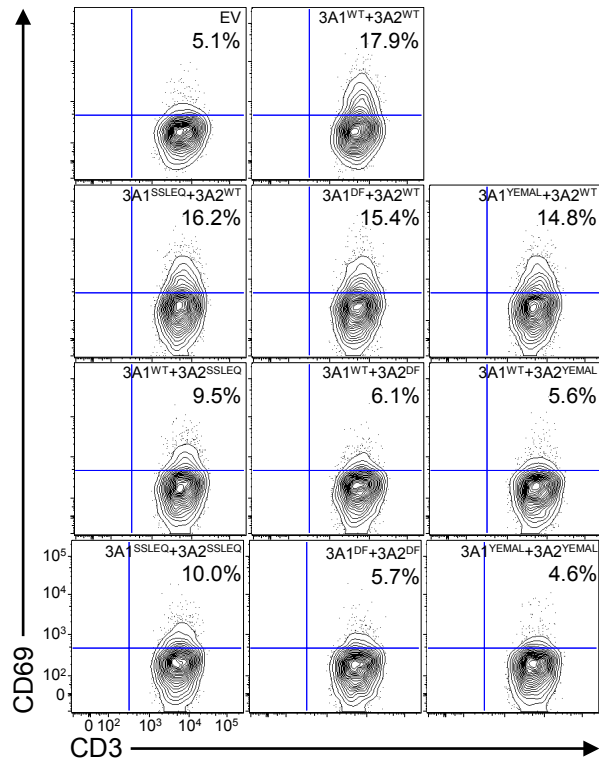 EV
5.1%
3A1WT+3A2WT
17.9%
3A1SSLEQ+3A2WT
16.2%
3A1DF+3A2WT
15.4%
3A1YEMAL+3A2WT
14.8%
3A1WT+3A2SSLEQ
9.5%
3A1WT+3A2DF
6.1%
3A1WT+3A2YEMAL
5.6%
3A1SSLEQ+3A2SSLEQ
10.0%
3A1DF+3A2DF
5.7%
3A1YEMAL+3A2YEMAL
4.6%
10⁵
10⁴
10³
10²
0
0 10² 10³ 10⁴ 10⁵
CD69
CD3